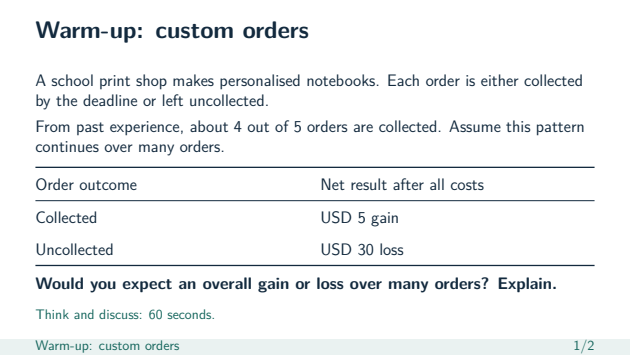 Warm-up: custom orders
A school print shop makes personalised notebooks. Each order is either collected
by the deadline or left uncollected.
From past experience, about 4 out of 5 orders are collected. Assume this pattern
continues over many orders.
Order outcome Net result after all costs
Collected USD 5 gain
Uncollected USD 30 loss
Would you expect an overall gain or loss over many orders? Explain.
Think and discuss: 60 seconds.
Warm-up: custom orders 1/2